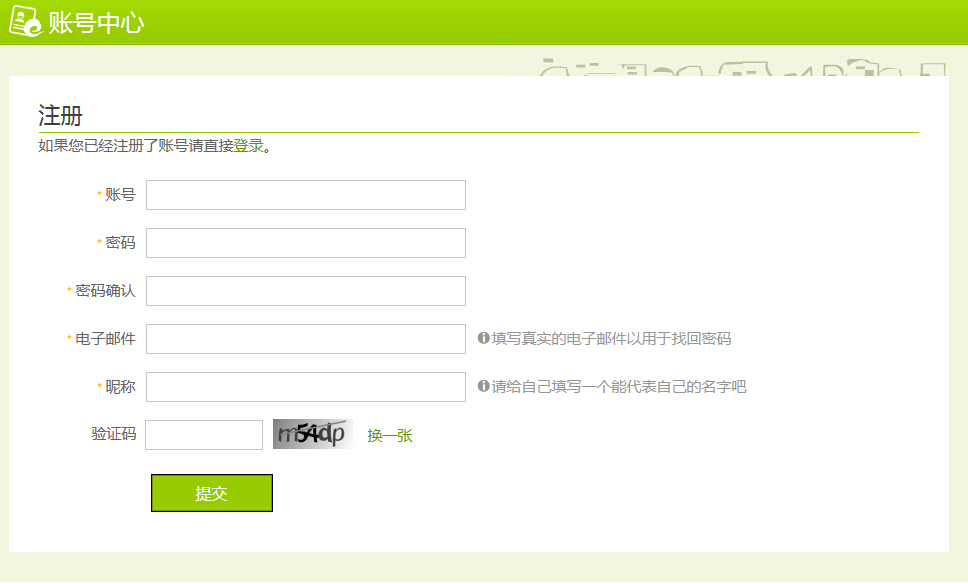 账号中心
注册
如果您已经注册了账号请直接登录。
* 账号
* 密码
* 密码确认
* 电子邮件 填写真实的电子邮件以用于找回密码
* 昵称 请给自己填写一个能代表自己的名字吧
验证码 m54dp 换一张
提交